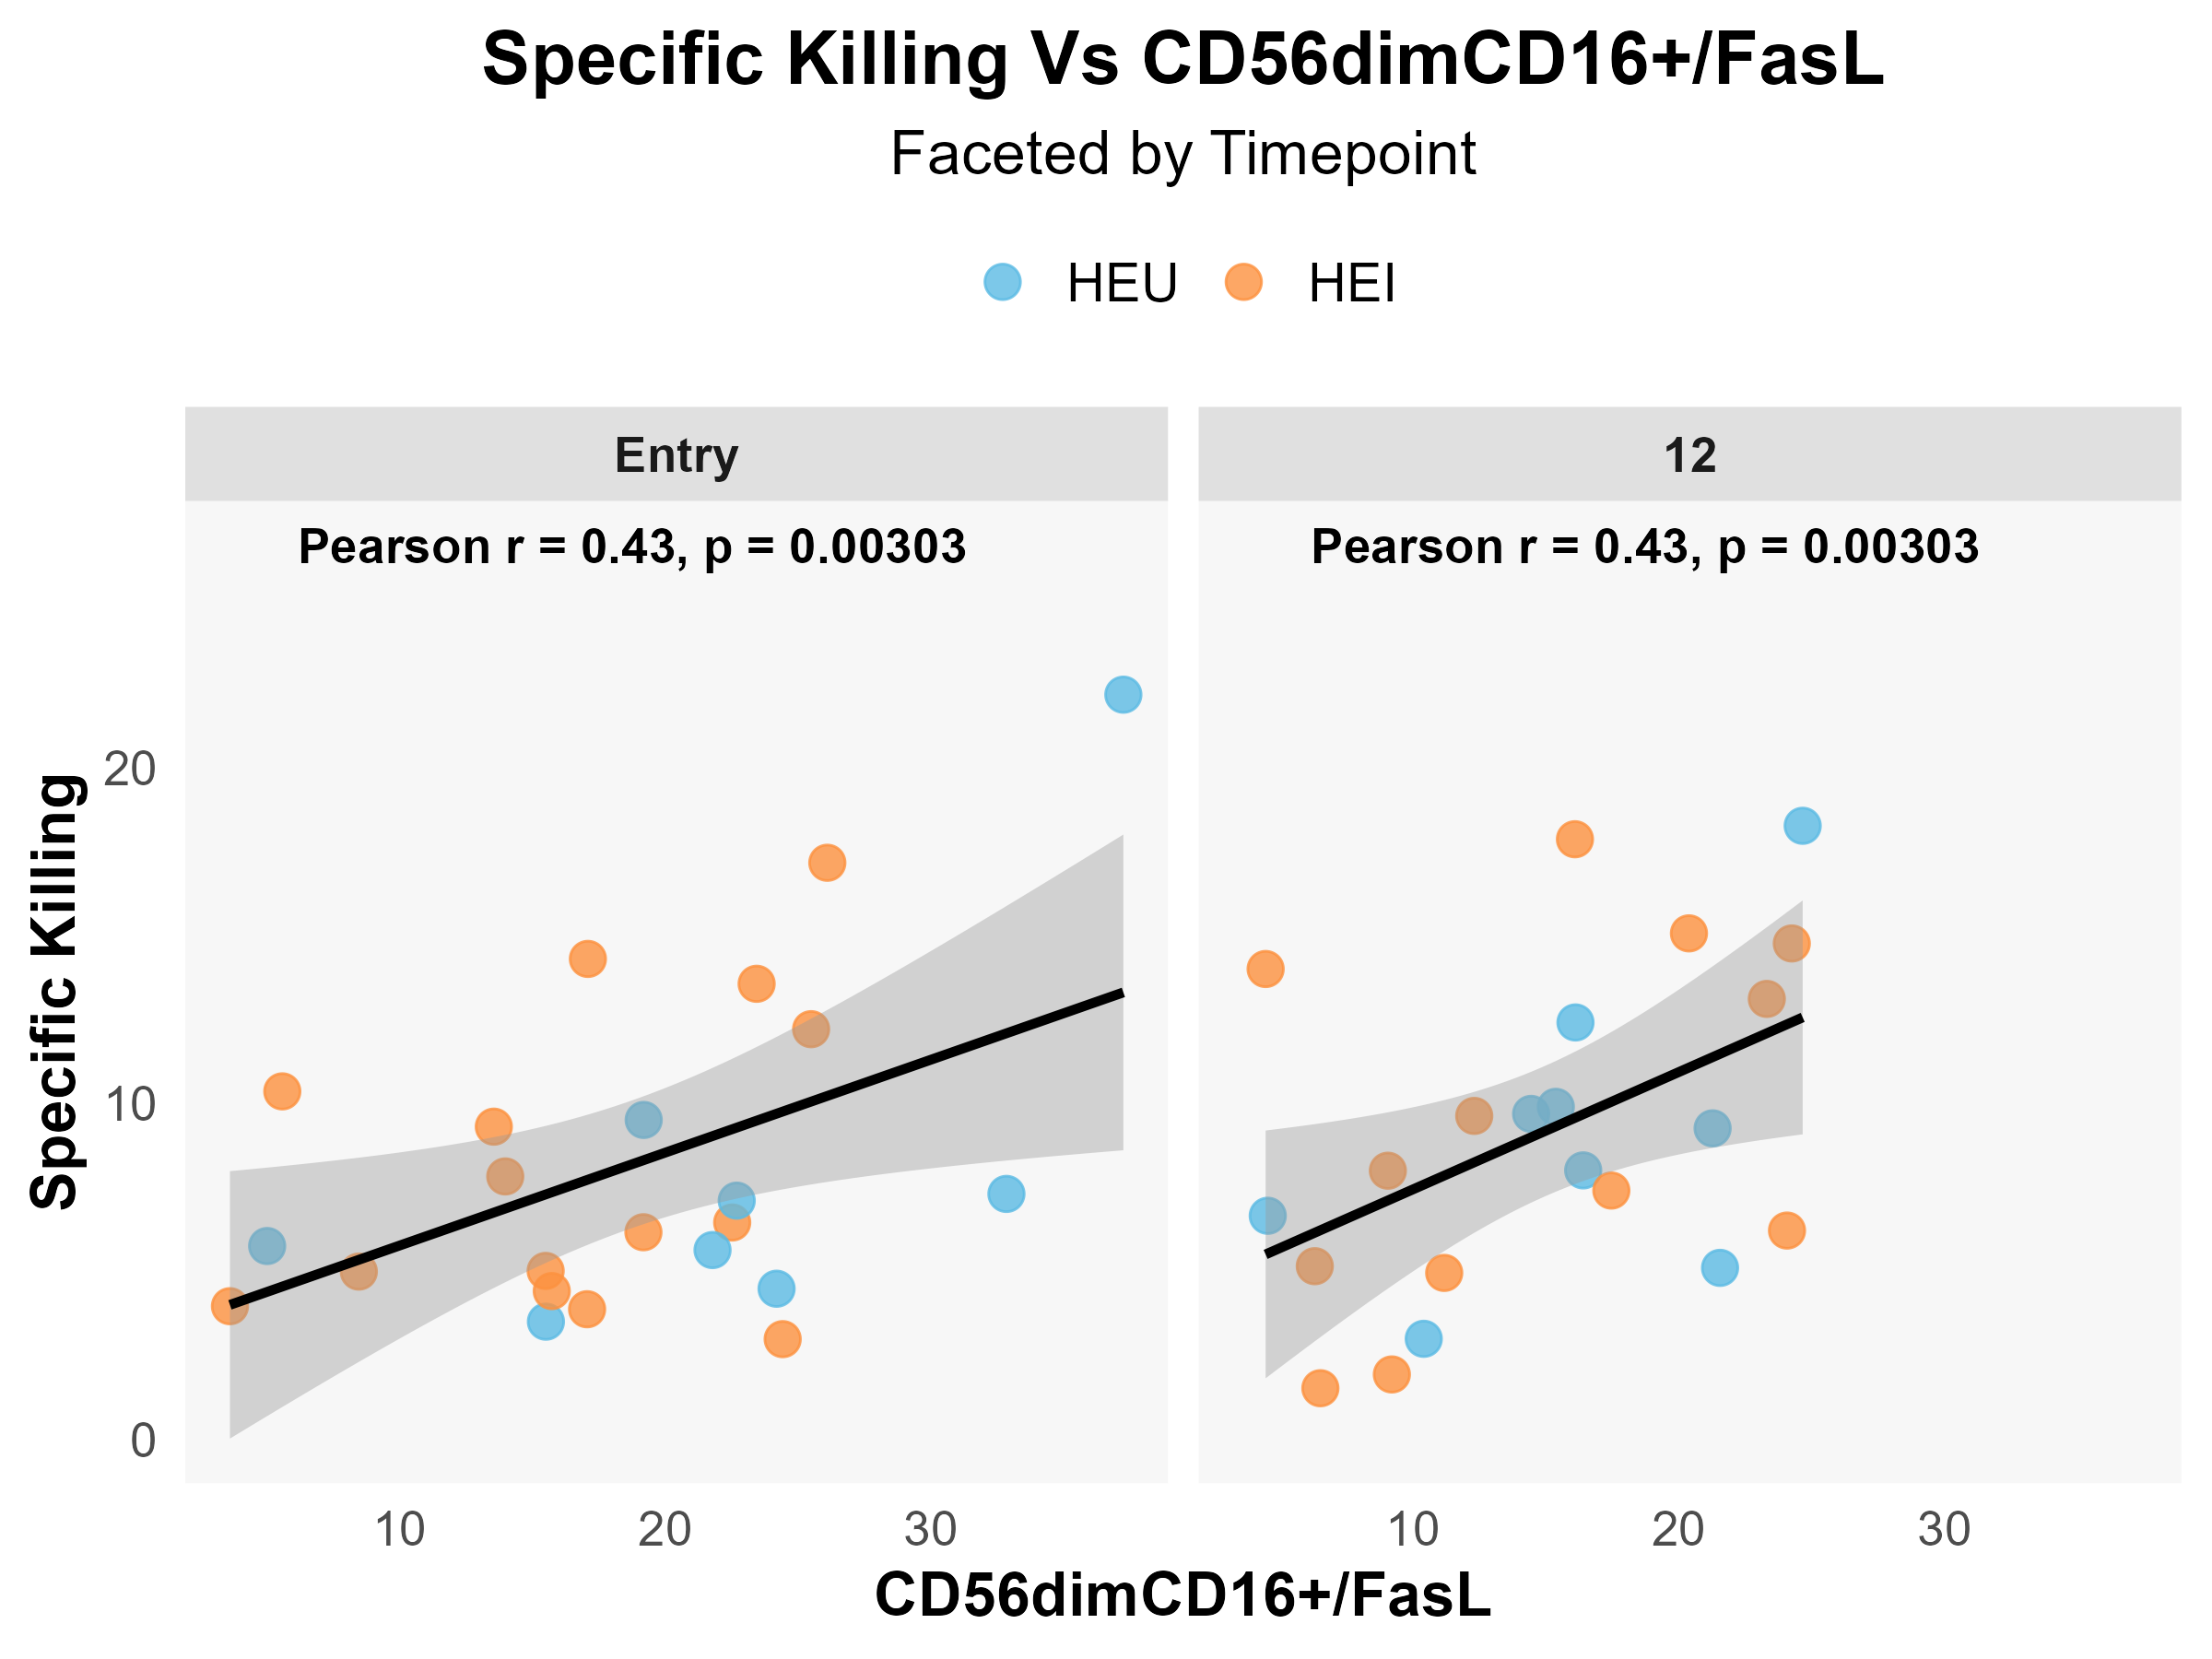 Specific Killing Vs CD56dimCD16+/FasL
Faceted by Timepoint
HEU HEI
Entry 12
Pearson r = 0.43, p = 0.00303 Pearson r = 0.43, p = 0.00303
Specific Killing
20
10
0
10 20 30 10 20 30
CD56dimCD16+/FasL